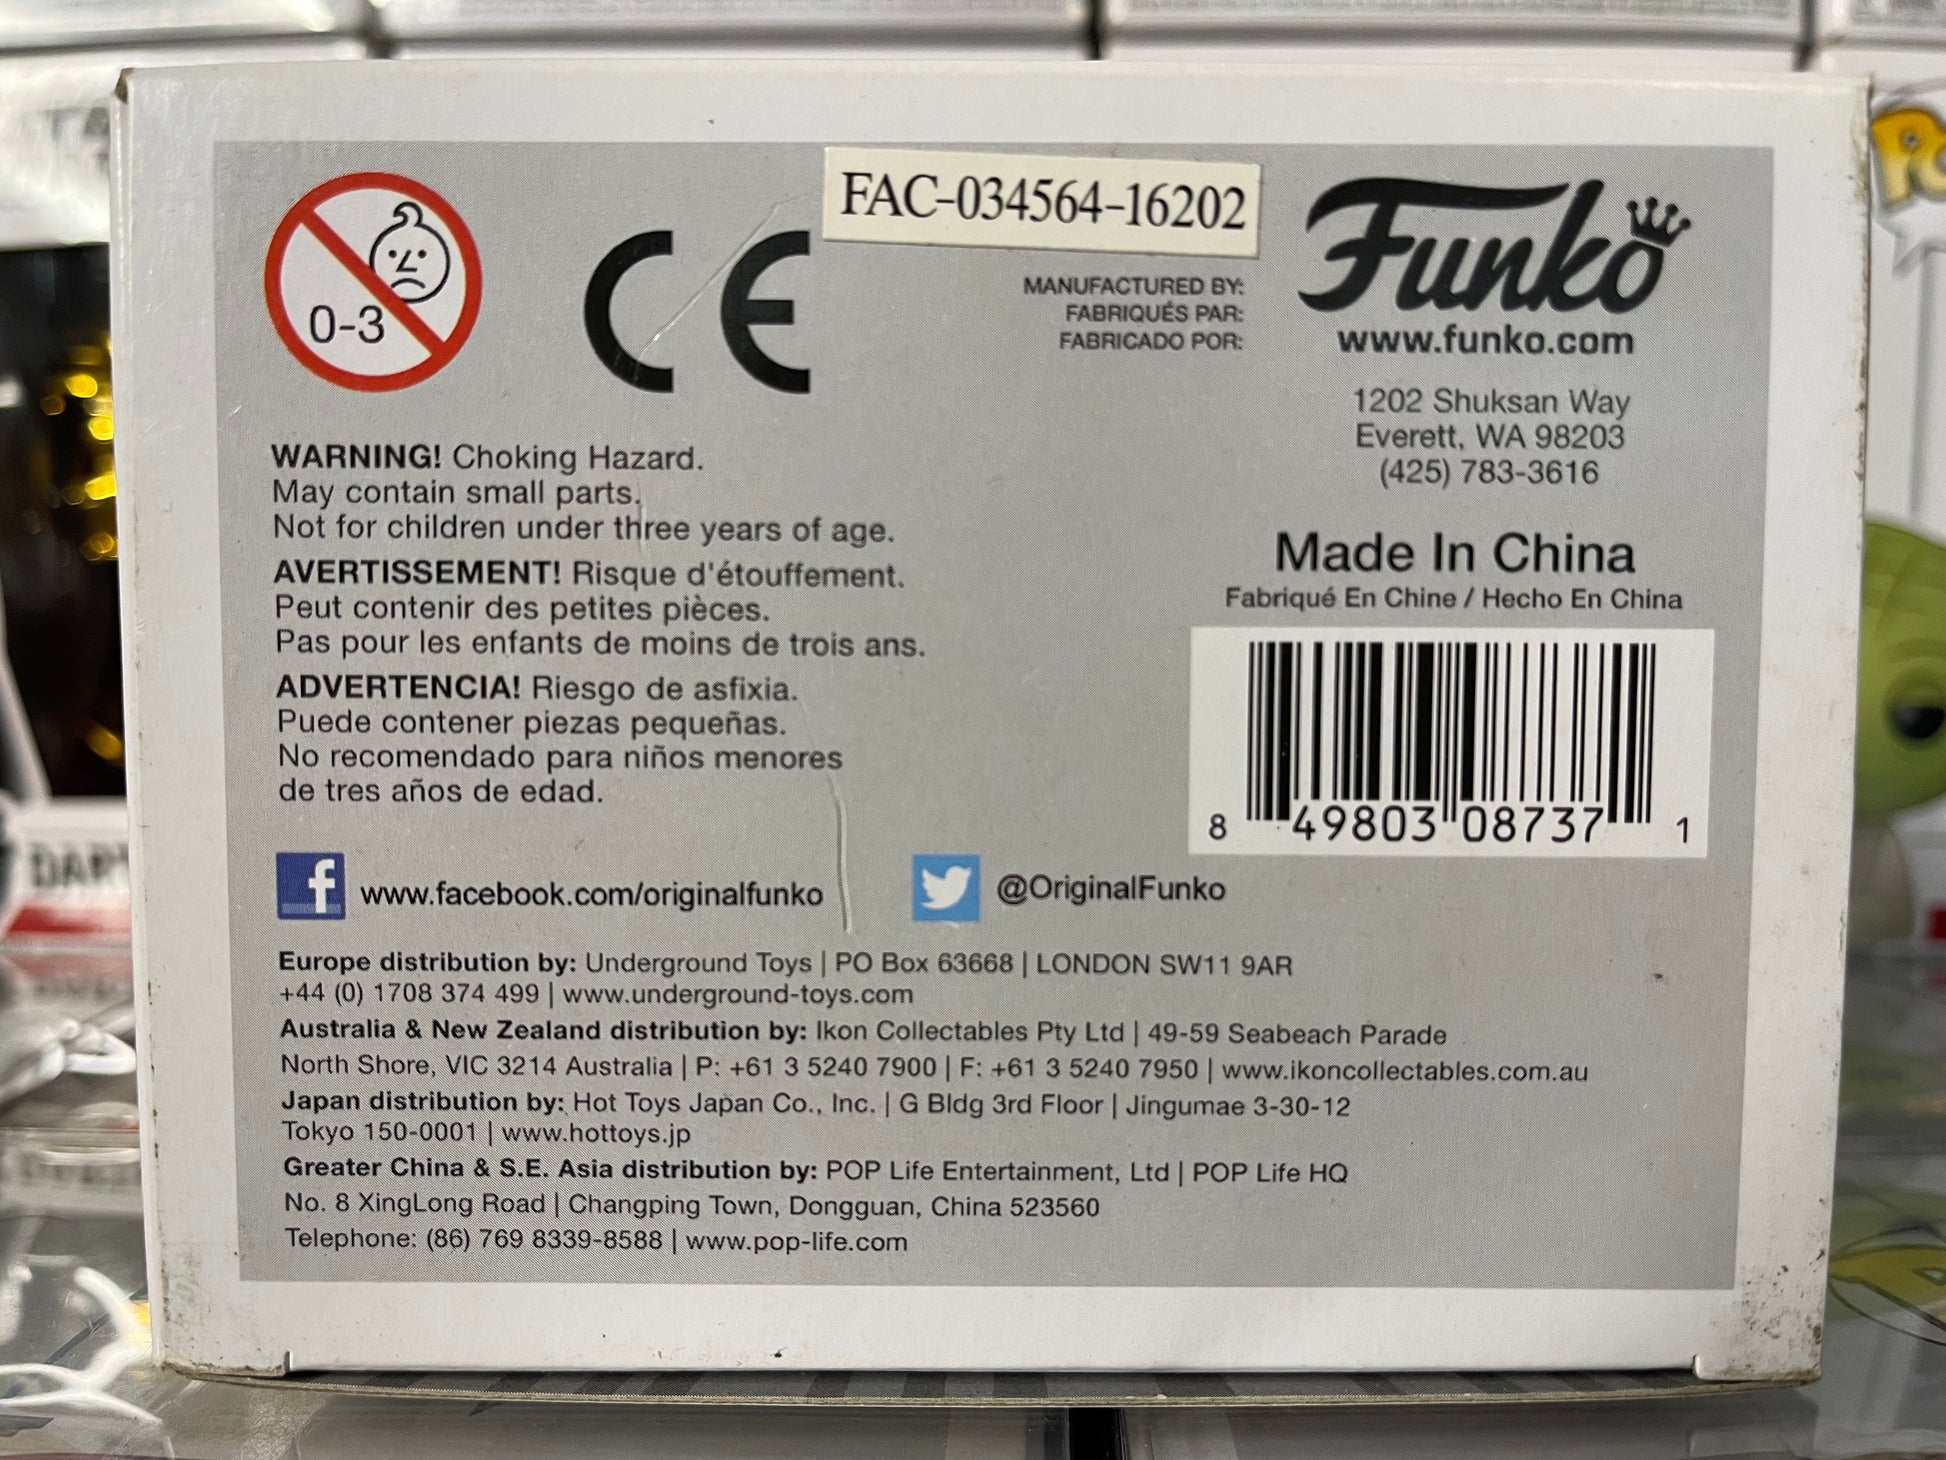 0-3
CE
FAC-034564-16202
MANUFACTURED BY:
FABRIQUÉS PAR:
FABRICADO POR:
Funko
www.funko.com
1202 Shuksan Way
Everett, WA 98203
(425) 783-3616
WARNING! Choking Hazard.
May contain small parts.
Not for children under three years of age.
AVERTISSEMENT! Risque d'étouffement.
Peut contenir des petites pièces.
Pas pour les enfants de moins de trois ans.
ADVERTENCIA! Riesgo de asfixia.
Puede contener piezas pequeñas.
No recomendado para niños menores
de tres años de edad.
Made In China
Fabriqué En Chine / Hecho En China
8 49803 08737 1
www.facebook.com/originalfunko
@OriginalFunko
Europe distribution by: Underground Toys | PO Box 63668 | LONDON SW11 9AR
+44 (0) 1708 374 499 | www.underground-toys.com
Australia & New Zealand distribution by: Ikon Collectables Pty Ltd | 49-59 Seabeach Parade
North Shore, VIC 3214 Australia | P: +61 3 5240 7900 | F: +61 3 5240 7950 | www.ikoncollectables.com.au
Japan distribution by: Hot Toys Japan Co., Inc. | G Bldg 3rd Floor | Jingumae 3-30-12
Tokyo 150-0001 | www.hottoys.jp
Greater China & S.E. Asia distribution by: POP Life Entertainment, Ltd | POP Life HQ
No. 8 XingLong Road | Changping Town, Dongguan, China 523560
Telephone: (86) 769 8339-8588 | www.pop-life.com